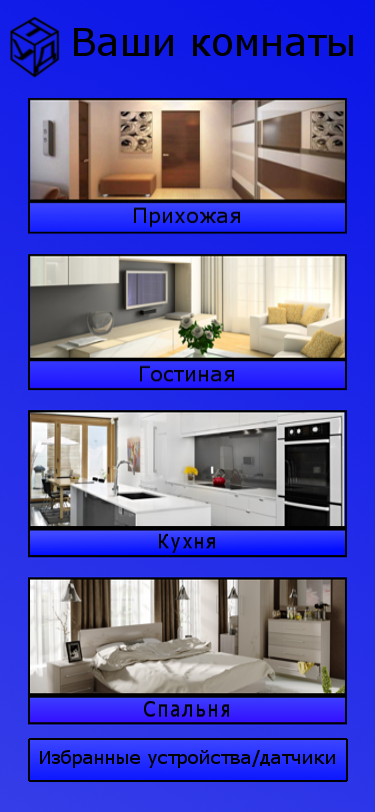 Ваши комнаты
Прихожая
Гостиная
Кухня
Спальня
Избранные устройства/датчики